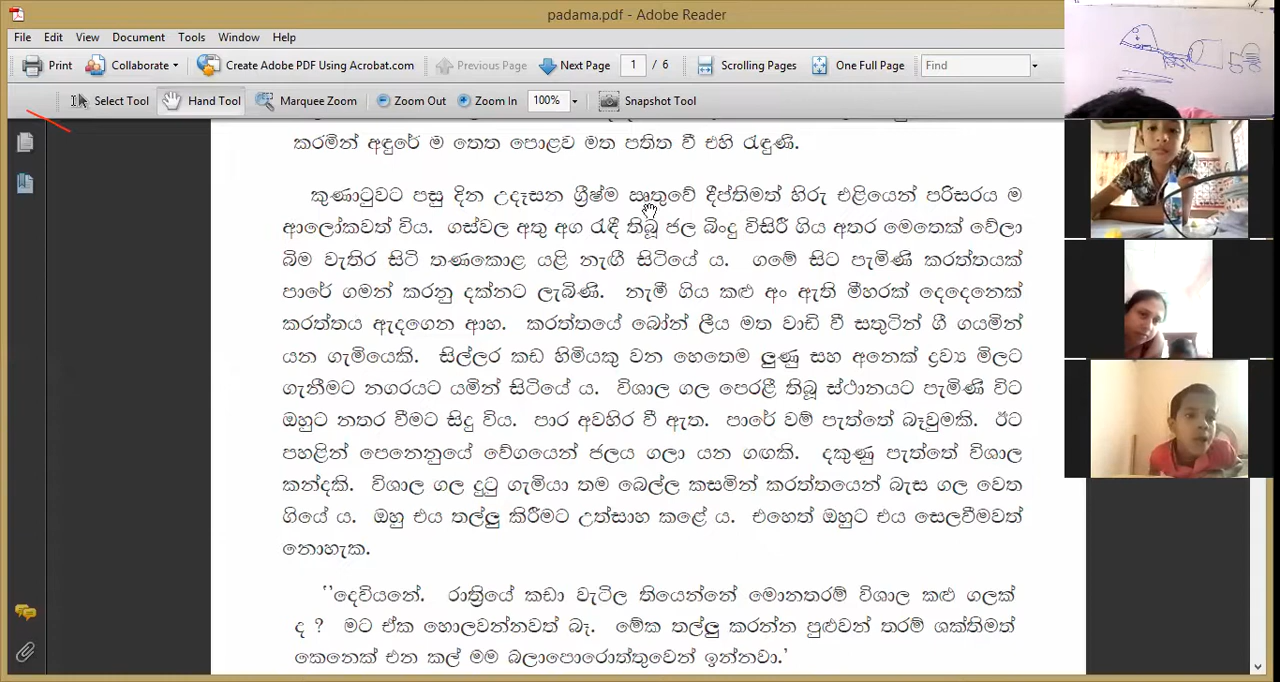 padama.pdf - Adobe Reader
File Edit View Document Tools Window Help
Print Collaborate Create Adobe PDF Using Acrobat.com Previous Page Next Page 1 / 6 Scrolling Pages One Full Page Find
Select Tool Hand Tool Marquee Zoom Zoom Out Zoom In 100% Snapshot Tool
කරමින් අඳුරේ ම තෙත පොළව මත පතිත වී එහි රැඳුණි.
කුණාටුවට පසු දින උදෑසන ග්‍රීෂ්ම ඍතුවේ දීප්තිමත් හිරු එළියෙන් පරිසරය ම
ආලෝකවත් විය. ගස්වල අතු අග රැඳී තිබූ ජල බිංදු විසිරී ගිය අතර මෙතෙක් වේලා
බිම වැතිර සිටි තණකොළ යළි නැඟී සිටියේ ය. ගමේ සිට පැමිණි කරත්තයක්
පාරේ ගමන් කරනු දක්නට ලැබිණි. නැමී ගිය කළු අං ඇති මීහරක් දෙදෙනෙක්
කරත්තය ඇදගෙන ආහ. කරත්තයේ බෝන් ලීය මත වාඩි වී සතුටින් ගී ගයමින්
යන ගැමියෙකි. සිල්ලර කඩ හිමියකු වන හෙතෙම ලුණු සහ අනෙක් ද්‍රව්‍ය මිලට
ගැනීමට නගරයට යමින් සිටියේ ය. විශාල ගල පෙරළී තිබූ ස්ථානයට පැමිණි විට
ඔහුට නතර වීමට සිදු විය. පාර අවහිර වී ඇත. පාරේ වම් පැත්තේ බෑවුමකි. ඊට
පහළින් පෙනෙනුයේ වේගයෙන් ජලය ගලා යන ගඟකි. දකුණු පැත්තේ විශාල
කන්දකි. විශාල ගල දුටු ගැමියා තම බෙල්ල කසමින් කරත්තයෙන් බැස ගල වෙත
ගියේ ය. ඔහු එය තල්ලු කිරීමට උත්සාහ කළේ ය. එහෙත් ඔහුට එය සෙලවීමවත්
නොහැක.
‘‘දෙවියනේ. රාත්‍රියේ කඩා වැටිල තියෙන්නේ මොනතරම් විශාල කළු ගලක්
ද ? මට ඒක හොලවන්නවත් බෑ. මේක තල්ලු කරන්න පුළුවන් තරම් ශක්තිමත්
කෙනෙක් එන කල් මම බලාපොරොත්තුවෙන් ඉන්නවා.’